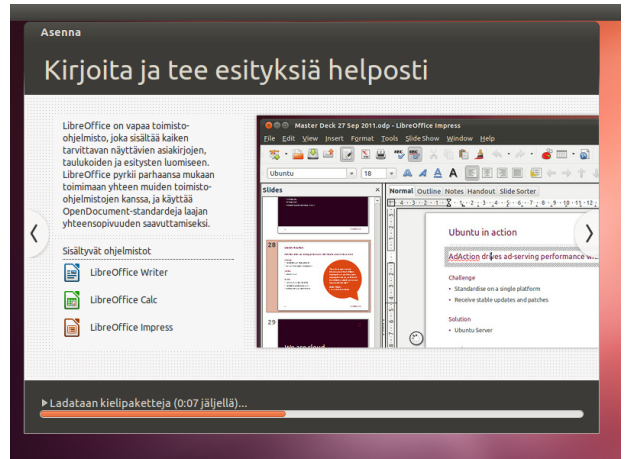 Asenna
Kirjoita ja tee esityksiä helposti
LibreOffice on vapaa toimisto-
ohjelmisto, joka sisältää kaiken
tarvittavan näyttävien asiakirjojen,
taulukoiden ja esitysten luomiseen.
LibreOffice pyrkii parhaansa mukaan
toimimaan yhteen muiden toimisto-
ohjelmistojen kanssa, ja käyttää
OpenDocument-standardeja laajan
yhteensopivuuden saavuttamiseksi.
Sisältyvät ohjelmistot
LibreOffice Writer
LibreOffice Calc
LibreOffice Impress
Master Deck 27 Sep 2011.odp - LibreOffice Impress
File Edit View Insert Format Tools Slide Show Window Help
Ubuntu 18
Slides
Normal Outline Notes Handout Slide Sorter
28
29
We are cloud
Ubuntu in action
AdAction drives ad-serving performance
Challenge
• Standardise on a single platform
• Receive stable updates and patches
Solution
• Ubuntu Server
Ladataan kielipaketteja (0:07 jäljellä)...